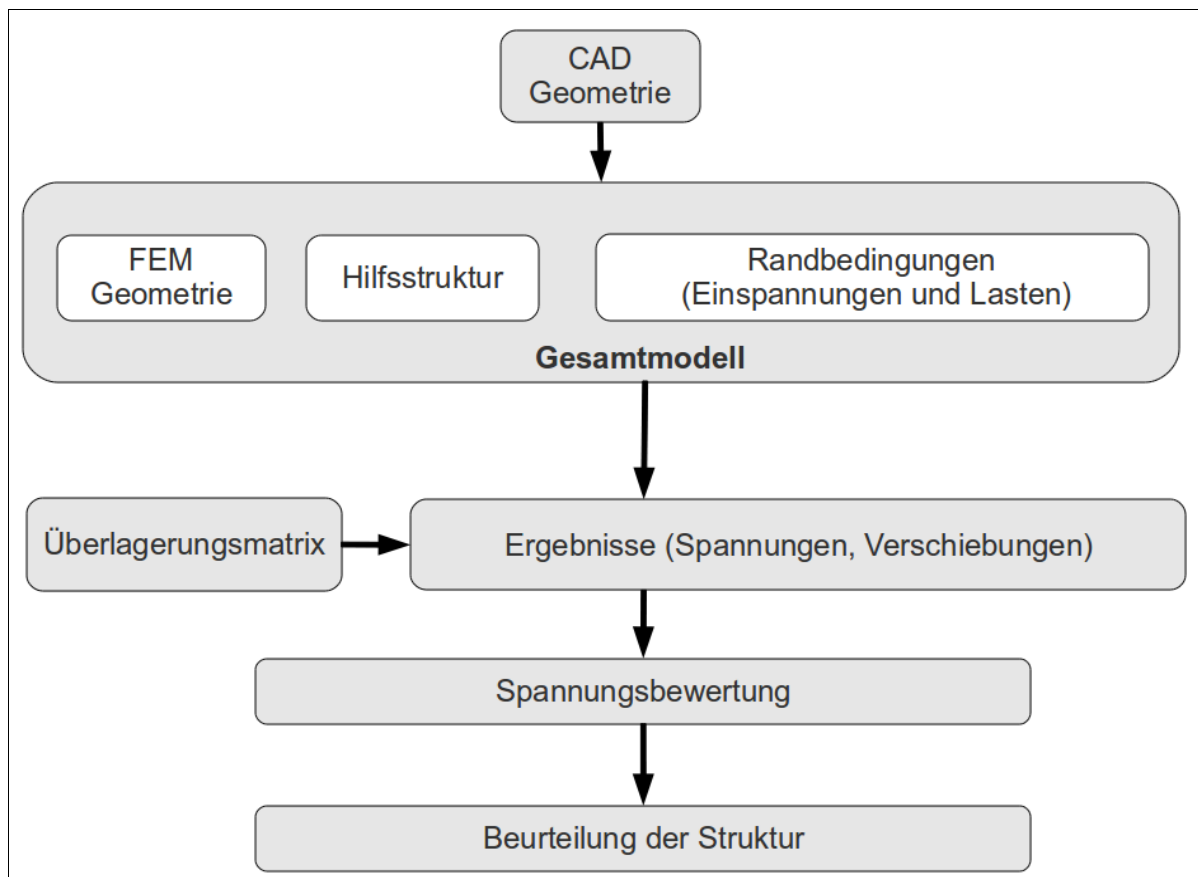 CAD
Geometrie
FEM
Geometrie
Hilfsstruktur
Randbedingungen
(Einspannungen und Lasten)
Gesamtmodell
Überlagerungsmatrix
Ergebnisse (Spannungen, Verschiebungen)
Spannungsbewertung
Beurteilung der Struktur